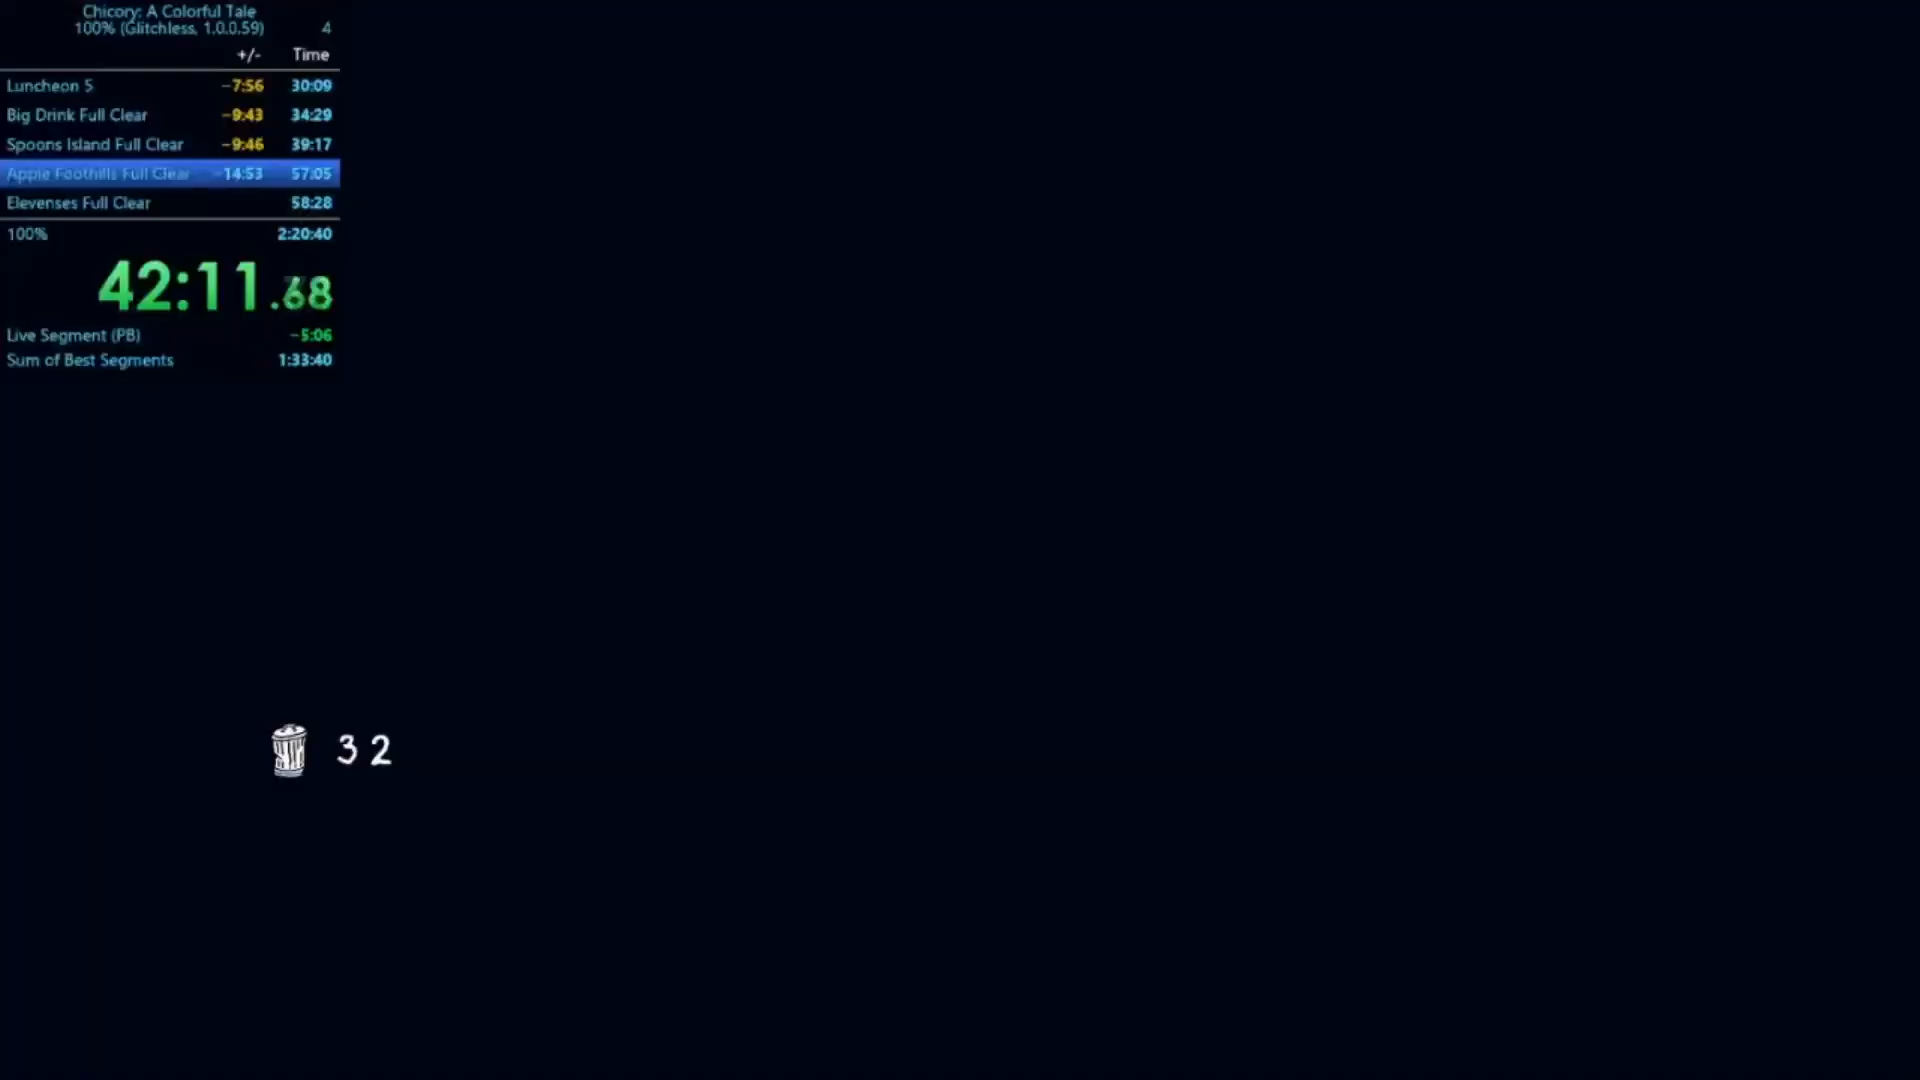 Chicory: A Colorful Tale
100% (Glitchless, 1.0.0.59) 4
+/- Time
Luncheon 5 −7:56 30:09
Big Drink Full Clear −9:43 34:29
Spoons Island Full Clear −9:46 39:17
Apple Foothills Full Clear −14:53 57:05
Elevenses Full Clear 58:28
100% 2:20:40
42:11.68
Live Segment (PB) −5:06
Sum of Best Segments 1:33:40
32